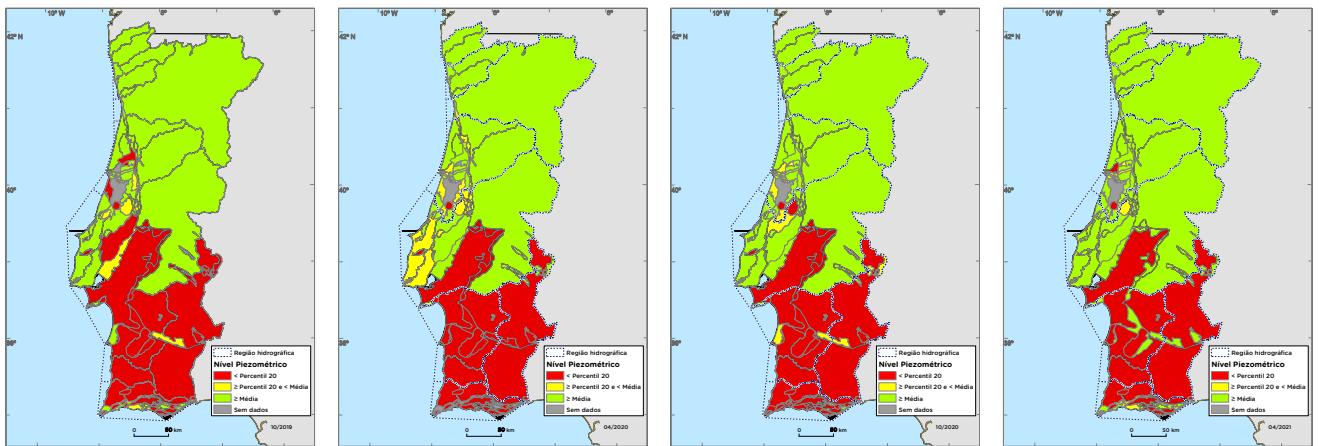 10° W
8°
6°
42° N
40°
38°
Região hidrográfica
Nível Piezométrico
< Percentil 20
≥ Percentil 20 e < Média
≥ Média
Sem dados
0 50 km
10/2019
10° W
8°
6°
42° N
40°
38°
Região hidrográfica
Nível Piezométrico
< Percentil 20
≥ Percentil 20 e < Média
≥ Média
Sem dados
0 50 km
04/2020
10° W
8°
6°
42° N
40°
38°
Região hidrográfica
Nível Piezométrico
< Percentil 20
≥ Percentil 20 e < Média
≥ Média
Sem dados
0 50 km
10/2020
10° W
8°
6°
42° N
40°
38°
Região hidrográfica
Nível Piezométrico
< Percentil 20
≥ Percentil 20 e < Média
≥ Média
Sem dados
0 50 km
04/2021